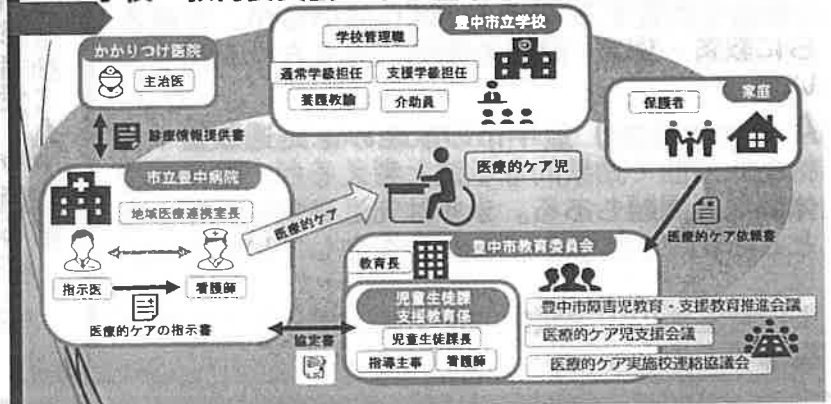 かかりつけ医院
主治医
豊中市立学校
学校管理職
通常学級担任
支援学級担任
養護教諭
介助員
家庭
保護者
診療情報提供書
市立豊中病院
地域医療連携室長
指示医
看護師
医療的ケアの指示書
医療的ケア
医療的ケア児
医療的ケア依頼書
豊中市教育委員会
教育長
児童生徒課
支援教育係
児童生徒課長
指導主事
看護師
協定書
豊中市障害児教育・支援教育推進会議
医療的ケア児支援会議
医療的ケア実施校連絡協議会